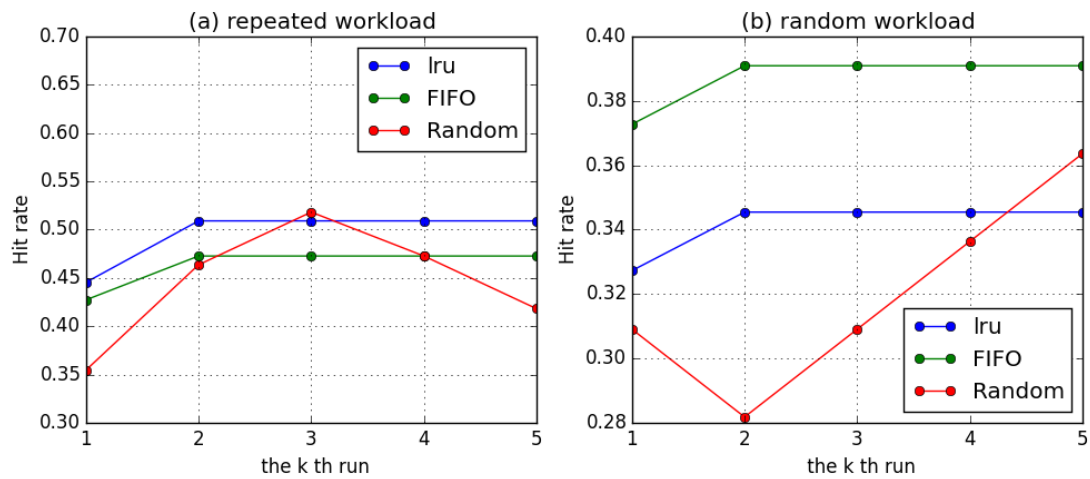 (a) repeated workload
Hit rate
0.70
0.65
0.60
0.55
0.50
0.45
0.40
0.35
0.30
lru
FIFO
Random
1 2 3 4 5
the k th run
(b) random workload
Hit rate
0.40
0.38
0.36
0.34
0.32
0.30
0.28
lru
FIFO
Random
1 2 3 4 5
the k th run